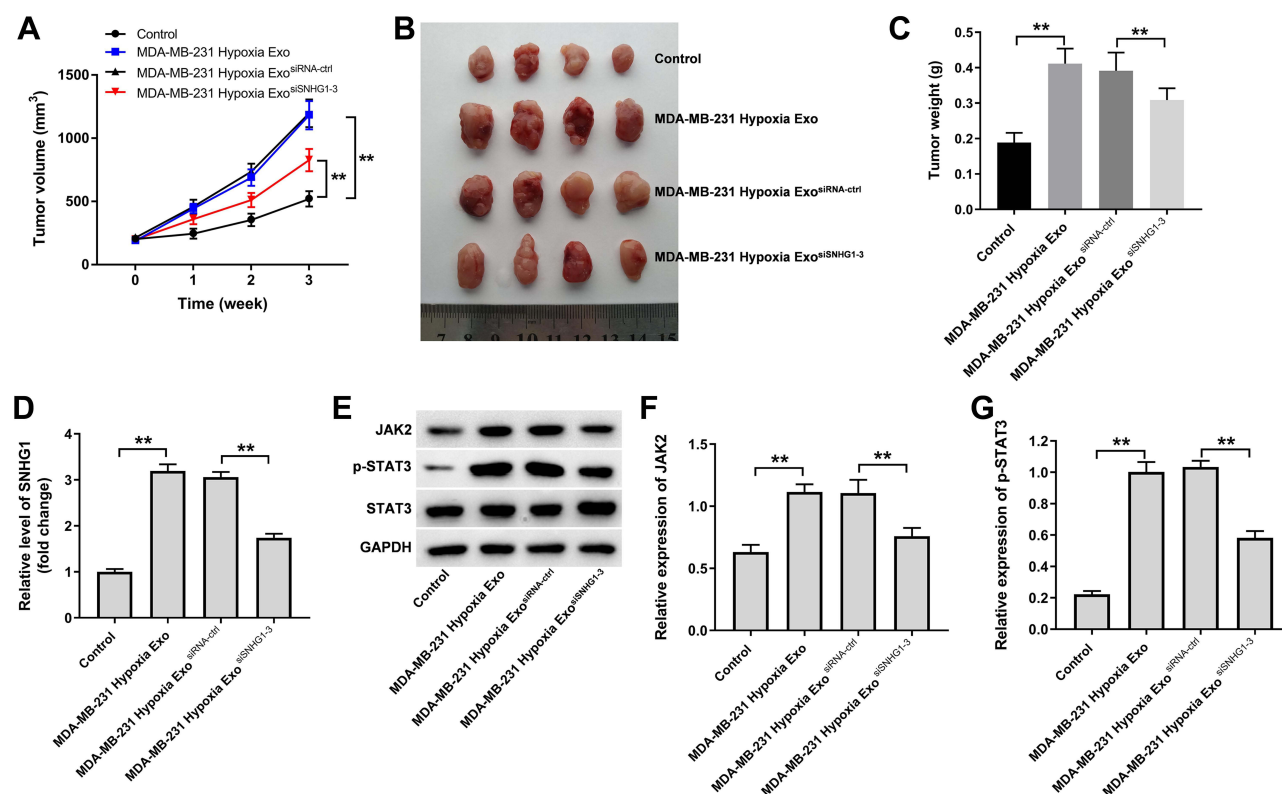 A
Control
MDA-MB-231 Hypoxia Exo
MDA-MB-231 Hypoxia Exo siRNA-ctrl
MDA-MB-231 Hypoxia Exo siSNHG1-3
Tumor volume (mm3)
1500
1000
500
0
0 1 2 3
Time (week)
**
**
B
Control
MDA-MB-231 Hypoxia Exo
MDA-MB-231 Hypoxia Exo siRNA-ctrl
MDA-MB-231 Hypoxia Exo siSNHG1-3
7 8 9 10 11 12 13 14 15
C
Tumor weight (g)
0.5
0.4
0.3
0.2
0.1
0.0
** **
Control
MDA-MB-231 Hypoxia Exo
MDA-MB-231 Hypoxia Exo siRNA-ctrl
MDA-MB-231 Hypoxia Exo siSNHG1-3
D
Relative level of SNHG1
(fold change)
4
3
2
1
0
** **
Control
MDA-MB-231 Hypoxia Exo
MDA-MB-231 Hypoxia Exo siRNA-ctrl
MDA-MB-231 Hypoxia Exo siSNHG1-3
E
JAK2
p-STAT3
STAT3
GAPDH
Control
MDA-MB-231 Hypoxia Exo
MDA-MB-231 Hypoxia Exo siRNA-ctrl
MDA-MB-231 Hypoxia Exo siSNHG1-3
F
Relative expression of JAK2
1.5
1.0
0.5
0.0
** **
Control
MDA-MB-231 Hypoxia Exo
MDA-MB-231 Hypoxia Exo siRNA-ctrl
MDA-MB-231 Hypoxia Exo siSNHG1-3
G
Relative expression of p-STAT3
1.2
1.0
0.8
0.6
0.4
0.2
0.0
** **
Control
MDA-MB-231 Hypoxia Exo
MDA-MB-231 Hypoxia Exo siRNA-ctrl
MDA-MB-231 Hypoxia Exo siSNHG1-3